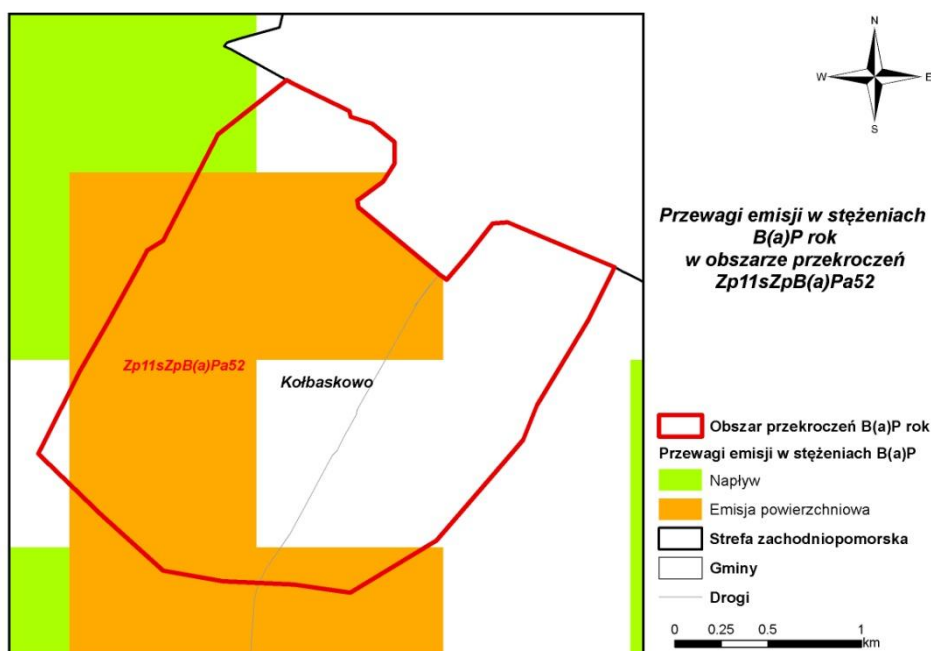 N
W E
S
Przewagi emisji w stężeniach
B(a)P rok
w obszarze przekroczeń
Zp11sZpB(a)Pa52
Zp11sZpB(a)Pa52
Kołbaskowo
Obszar przekroczeń B(a)P rok
Przewagi emisji w stężeniach B(a)P
Napływ
Emisja powierzchniowa
Strefa zachodniopomorska
Gminy
Drogi
0 0.25 0.5 1
km